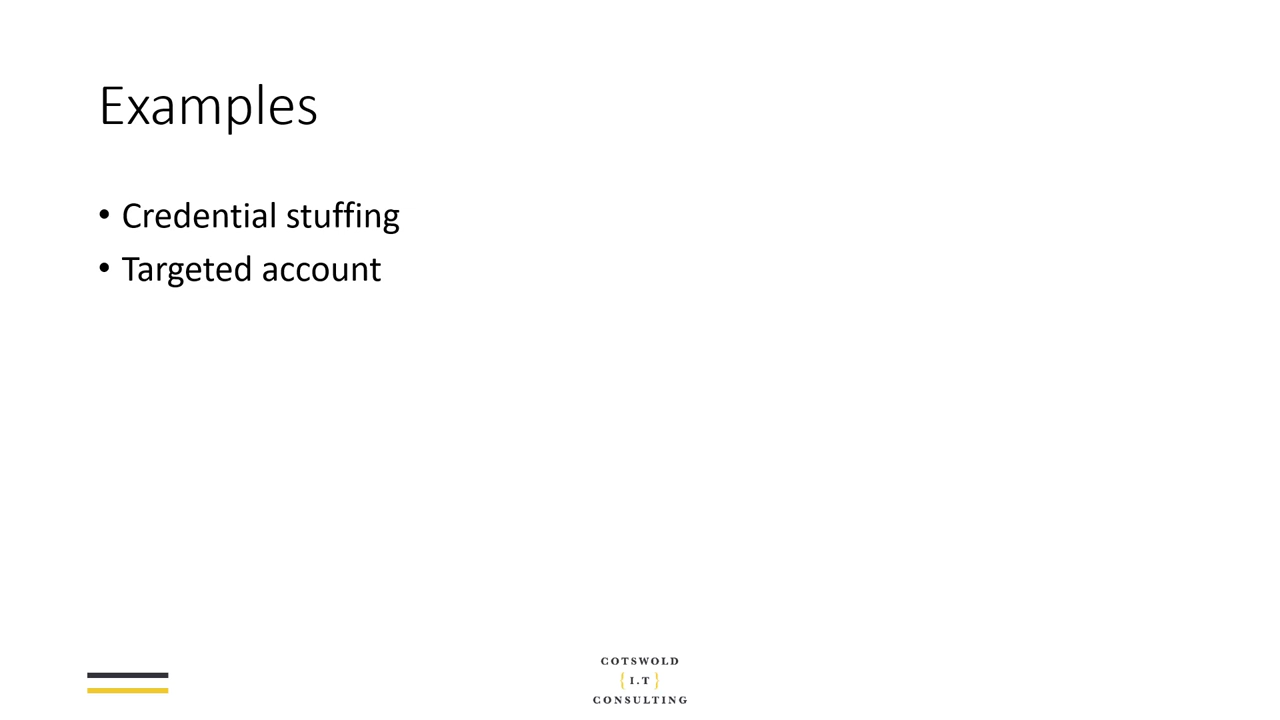 Examples
• Credential stuffing
• Targeted account
COTSWOLD
{ I.T }
CONSULTING